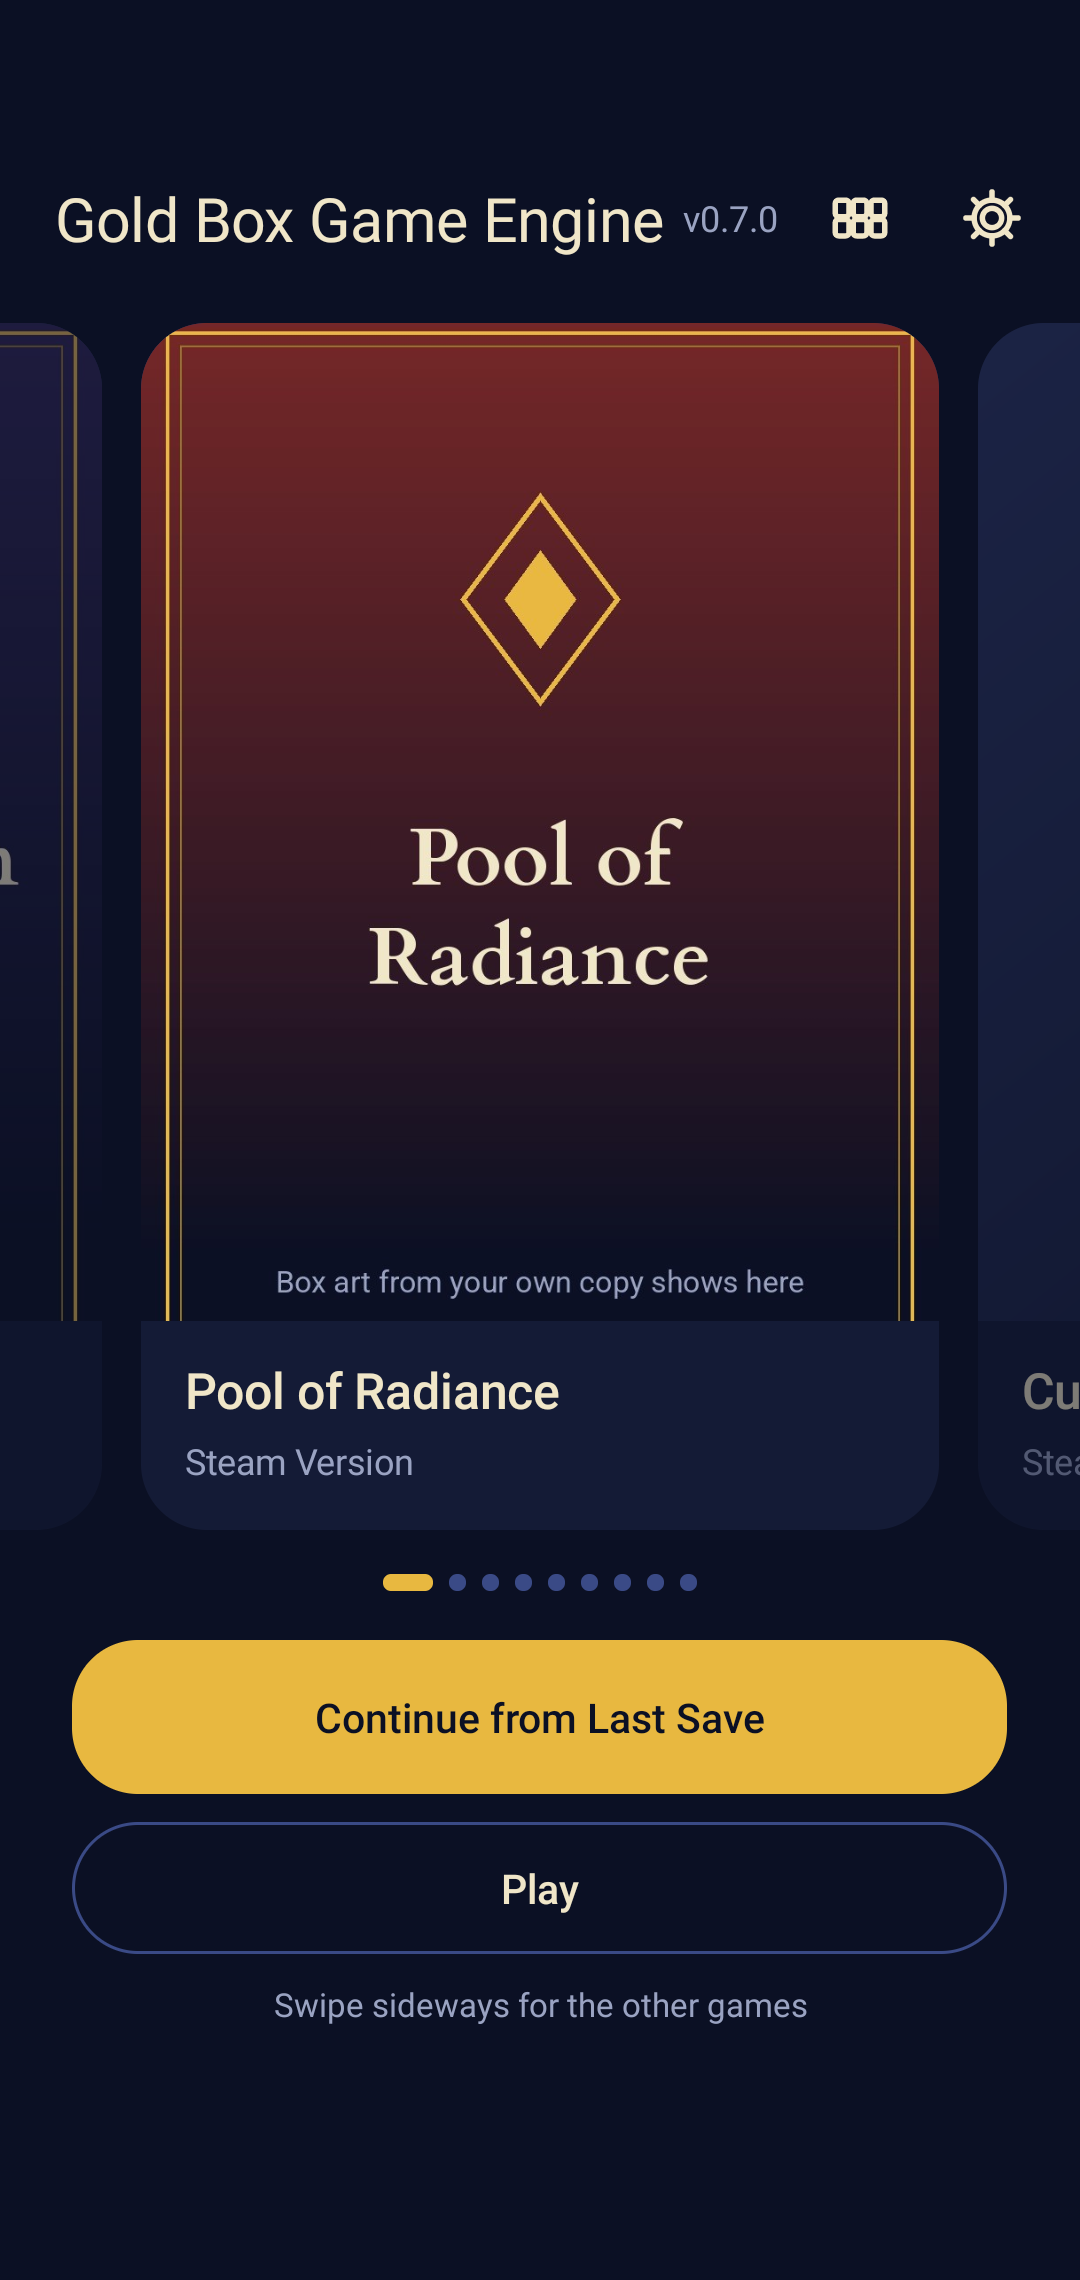 Gold Box Game Engine v0.7.0
Pool of
Radiance
Box art from your own copy shows here
Pool of Radiance
Steam Version
Continue from Last Save
Play
Swipe sideways for the other games